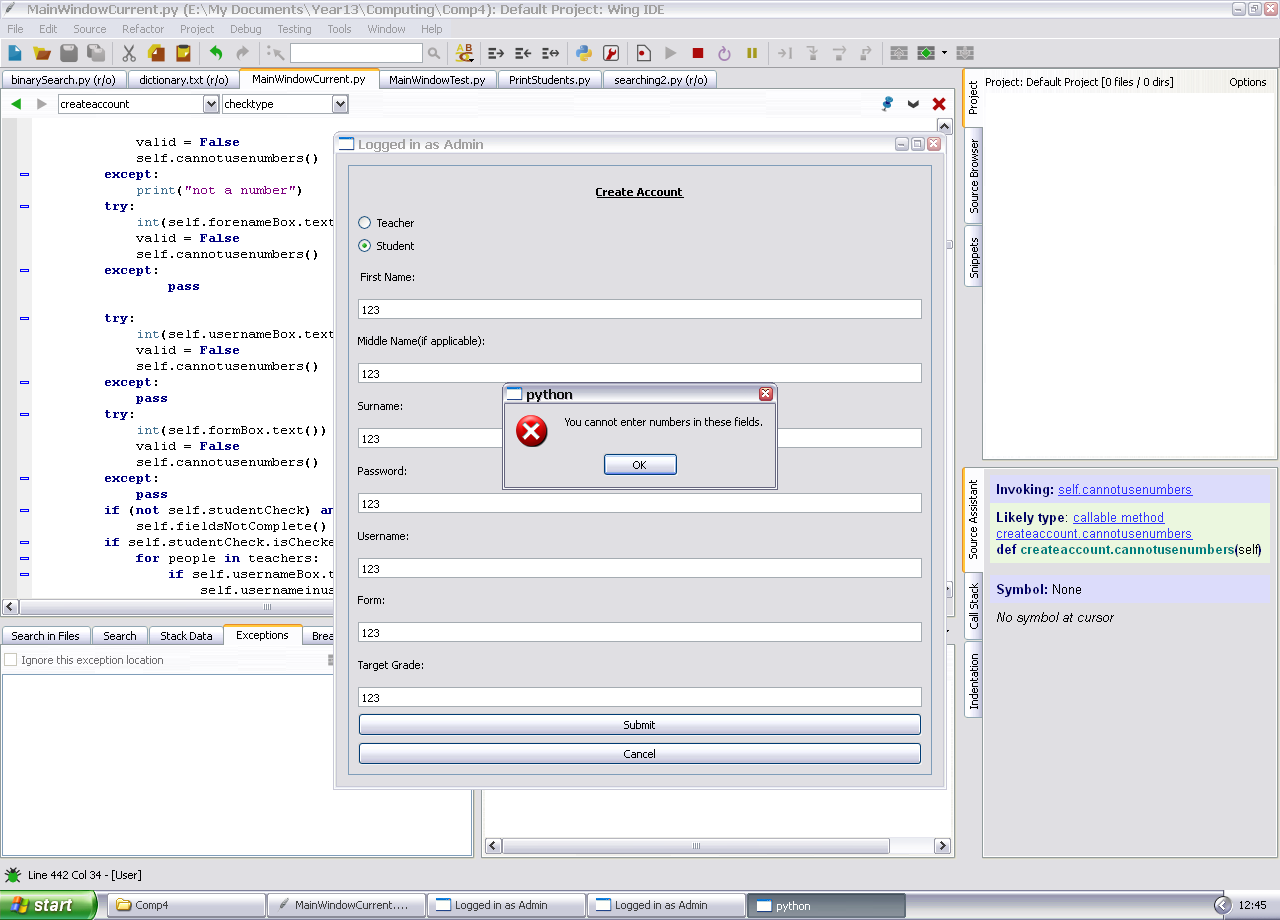 MainWindowCurrent.py (E:\My Documents\Year13\Computing\Comp4): Default Project: Wing IDE
File Edit Source Refactor Project Debug Testing Tools Window Help
binarySearch.py (r/o) dictionary.txt (r/o) MainWindowCurrent.py MainWindowTest.py PrintStudents.py searching2.py (r/o)
createaccount checktype
valid = False
self.cannotusenumbers()
except:
print("not a number")
try:
int(self.forenameBox.text
valid = False
self.cannotusenumbers()
except:
pass
try:
int(self.usernameBox.text
valid = False
self.cannotusenumbers()
except:
pass
try:
int(self.formBox.text())
valid = False
self.cannotusenumbers()
except:
pass
if (not self.studentCheck) an
self.fieldsNotComplete()
if self.studentCheck.isChecke
for people in teachers:
if self.usernameBox.t
self.usernameinus
Logged in as Admin
Create Account
Teacher
Student
First Name:
123
Middle Name(if applicable):
123
Surname:
123
Password:
123
Username:
123
Form:
123
Target Grade:
123
Submit
Cancel
python
You cannot enter numbers in these fields.
OK
Project
Source Browser
Snippets
Project: Default Project [0 files / 0 dirs] Options
Source Assistant
Call Stack
Indentation
Invoking: self.cannotusenumbers
Likely type: callable method
createaccount.cannotusenumbers
def createaccount.cannotusenumbers(self)
Symbol: None
No symbol at cursor
Search in Files Search Stack Data Exceptions Brea
Ignore this exception location
Line 442 Col 34 - [User]
start Comp4 MainWindowCurrent.... Logged in as Admin Logged in as Admin python 12:45